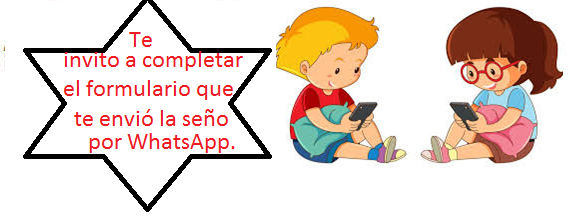 Te
invito a completar
el formulario que
te envió la seño
por WhatsApp.